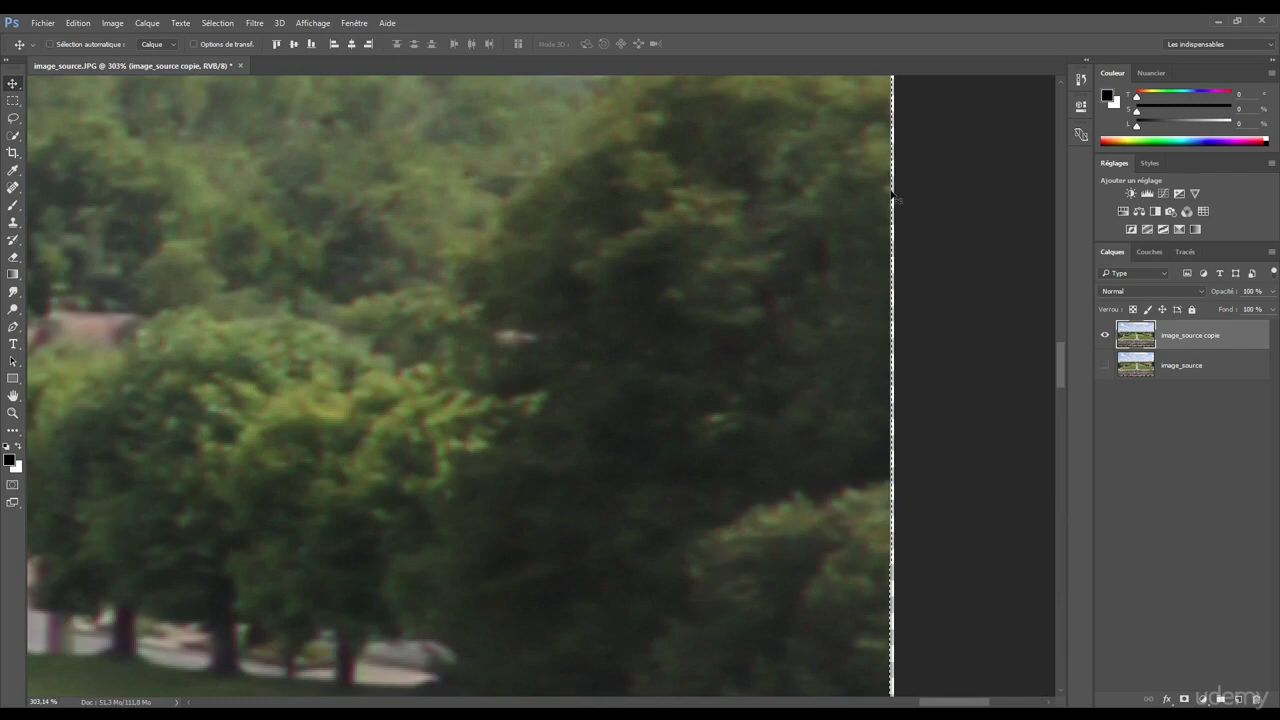 Ps Fichier Edition Image Calque Texte Sélection Filtre 3D Affichage Fenêtre Aide
Sélection automatique : Calque Options de transf. Mode 3D : Les indispensables
image_source.JPG @ 303% (image_source copie, RVB/8) * ×
Couleur Nuancier
T 0 °
S 0 %
L 0 %
Réglages Styles
Ajouter un réglage
Calques Couches Tracés
Type
Normal Opacité : 100 %
Verrou : Fond : 100 %
image_source copie
image_source
303,14 % Doc : 51,3 Mo/111,8 Mo
udemy